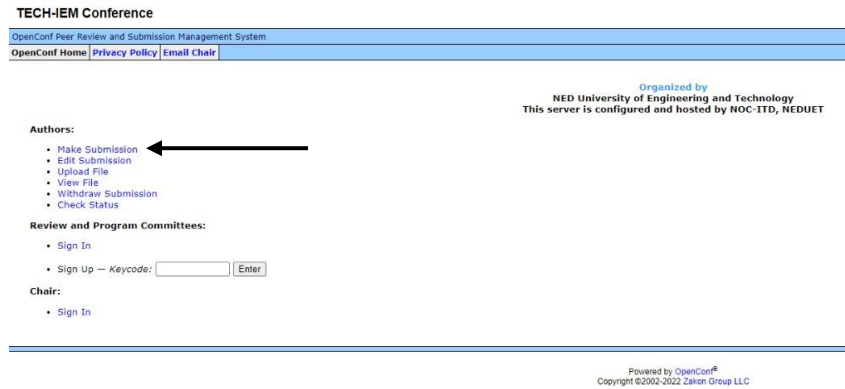 TECH-IEM Conference
OpenConf Peer Review and Submission Management System
OpenConf Home Privacy Policy Email Chair
Organized by
NED University of Engineering and Technology
This server is configured and hosted by NOC-ITD, NEDUET
Authors:
• Make Submission
• Edit Submission
• Upload File
• View File
• Withdraw Submission
• Check Status
Review and Program Committees:
• Sign In
• Sign Up — Keycode: Enter
Chair:
• Sign In
Powered by OpenConf®
Copyright ©2002-2022 Zakon Group LLC